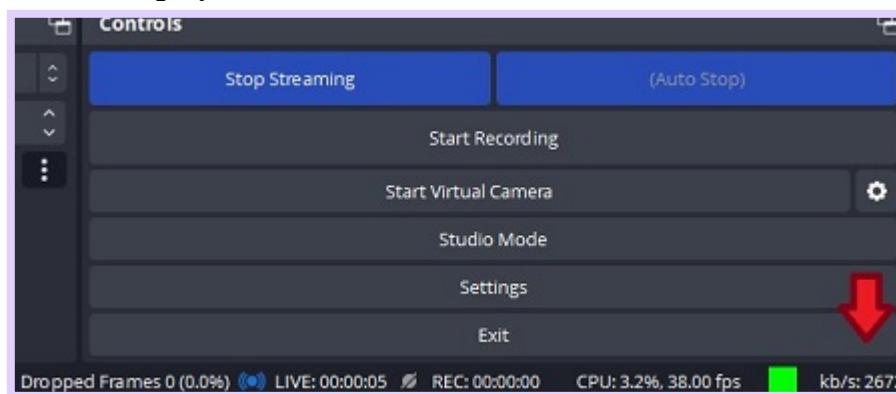 Controls
Stop Streaming (Auto Stop)
Start Recording
Start Virtual Camera
Studio Mode
Settings
Exit
Dropped Frames 0 (0.0%) LIVE: 00:00:05 REC: 00:00:00 CPU: 3.2%, 38.00 fps kb/s: